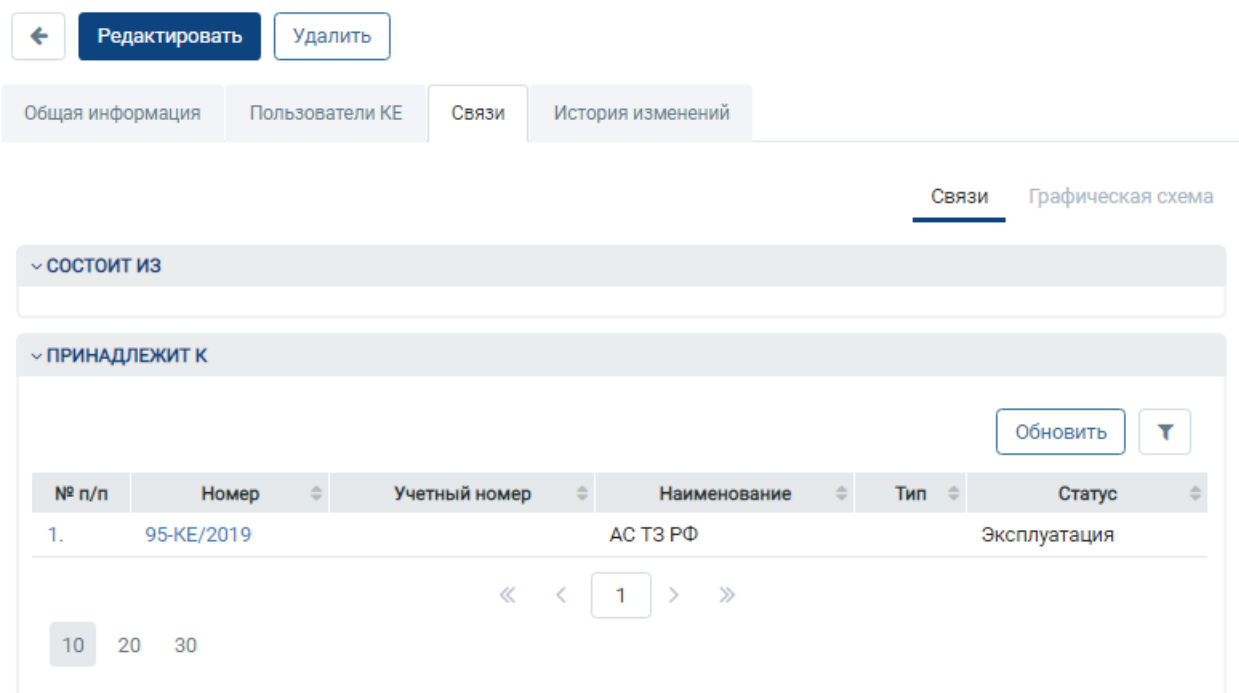 Редактировать Удалить
Общая информация Пользователи КЕ Связи История изменений
Связи Графическая схема
СОСТОИТ ИЗ
ПРИНАДЛЕЖИТ К
Обновить
№ п/п Номер Учетный номер Наименование Тип Статус
1. 95-КЕ/2019 АС ТЗ РФ Эксплуатация
1
10 20 30